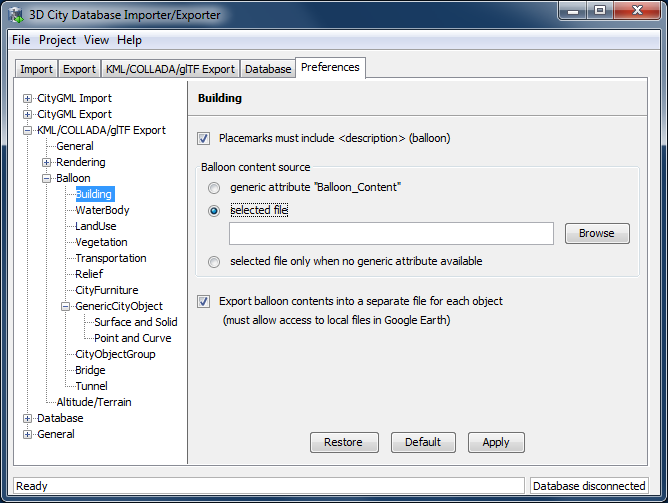 3D City Database Importer/Exporter
File Project View Help
Import Export KML/COLLADA/glTF Export Database Preferences
CityGML Import
CityGML Export
KML/COLLADA/glTF Export
General
Rendering
Balloon
Building
WaterBody
LandUse
Vegetation
Transportation
Relief
CityFurniture
GenericCityObject
Surface and Solid
Point and Curve
CityObjectGroup
Bridge
Tunnel
Altitude/Terrain
Database
General
Building
Placemarks must include <description> (balloon)
Balloon content source
generic attribute "Balloon_Content"
selected file
Browse
selected file only when no generic attribute available
Export balloon contents into a separate file for each object
(must allow access to local files in Google Earth)
Restore Default Apply
Ready Database disconnected